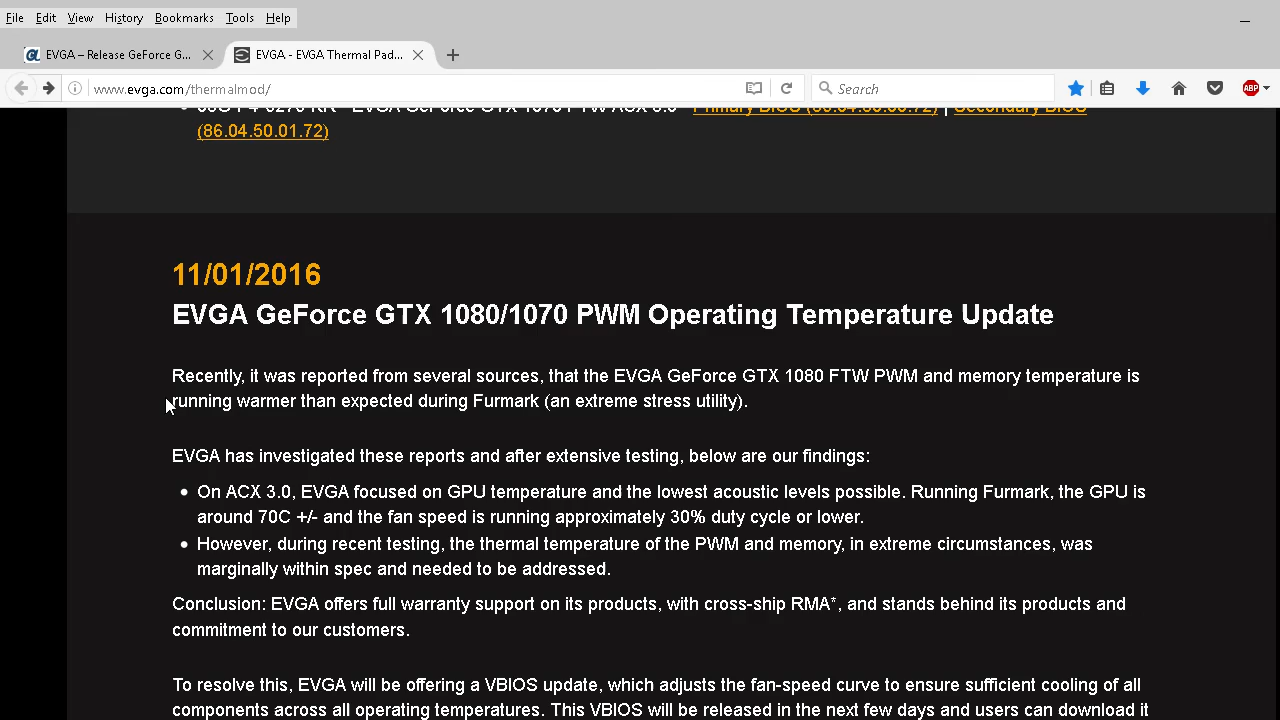 File Edit View History Bookmarks Tools Help
EVGA – Release GeForce G...
EVGA - EVGA Thermal Pad...
www.evga.com/thermalmod/
Search
ABP
EVGA GeForce GTX 1070 FTW ACX 3.0 - Primary BIOS | Secondary BIOS
(86.04.50.01.72)
11/01/2016
EVGA GeForce GTX 1080/1070 PWM Operating Temperature Update
Recently, it was reported from several sources, that the EVGA GeForce GTX 1080 FTW PWM and memory temperature is
running warmer than expected during Furmark (an extreme stress utility).
EVGA has investigated these reports and after extensive testing, below are our findings:
• On ACX 3.0, EVGA focused on GPU temperature and the lowest acoustic levels possible. Running Furmark, the GPU is
around 70C +/- and the fan speed is running approximately 30% duty cycle or lower.
• However, during recent testing, the thermal temperature of the PWM and memory, in extreme circumstances, was
marginally within spec and needed to be addressed.
Conclusion: EVGA offers full warranty support on its products, with cross-ship RMA*, and stands behind its products and
commitment to our customers.
To resolve this, EVGA will be offering a VBIOS update, which adjusts the fan-speed curve to ensure sufficient cooling of all
components across all operating temperatures. This VBIOS will be released in the next few days and users can download it